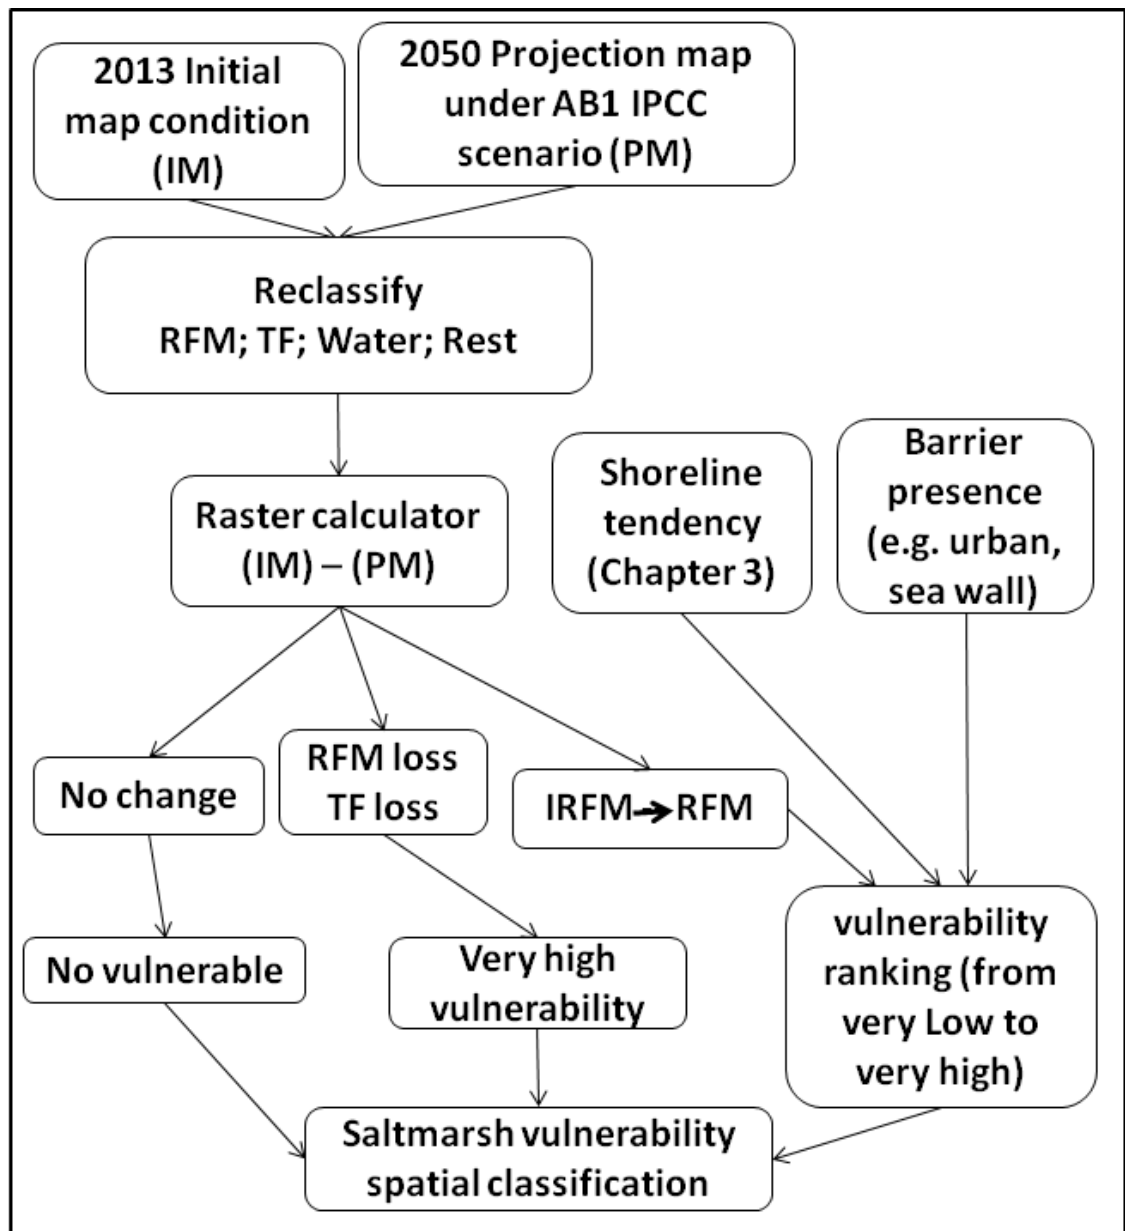 2013 Initial
map condition
(IM)
2050 Projection map
under AB1 IPCC
scenario (PM)
Reclassify
RFM; TF; Water; Rest
Raster calculator
(IM) – (PM)
Shoreline
tendency
(Chapter 3)
Barrier
presence
(e.g. urban,
sea wall)
No change
RFM loss
TF loss
IRFM→RFM
No vulnerable
Very high
vulnerability
vulnerability
ranking (from
very Low to
very high)
Saltmarsh vulnerability
spatial classification